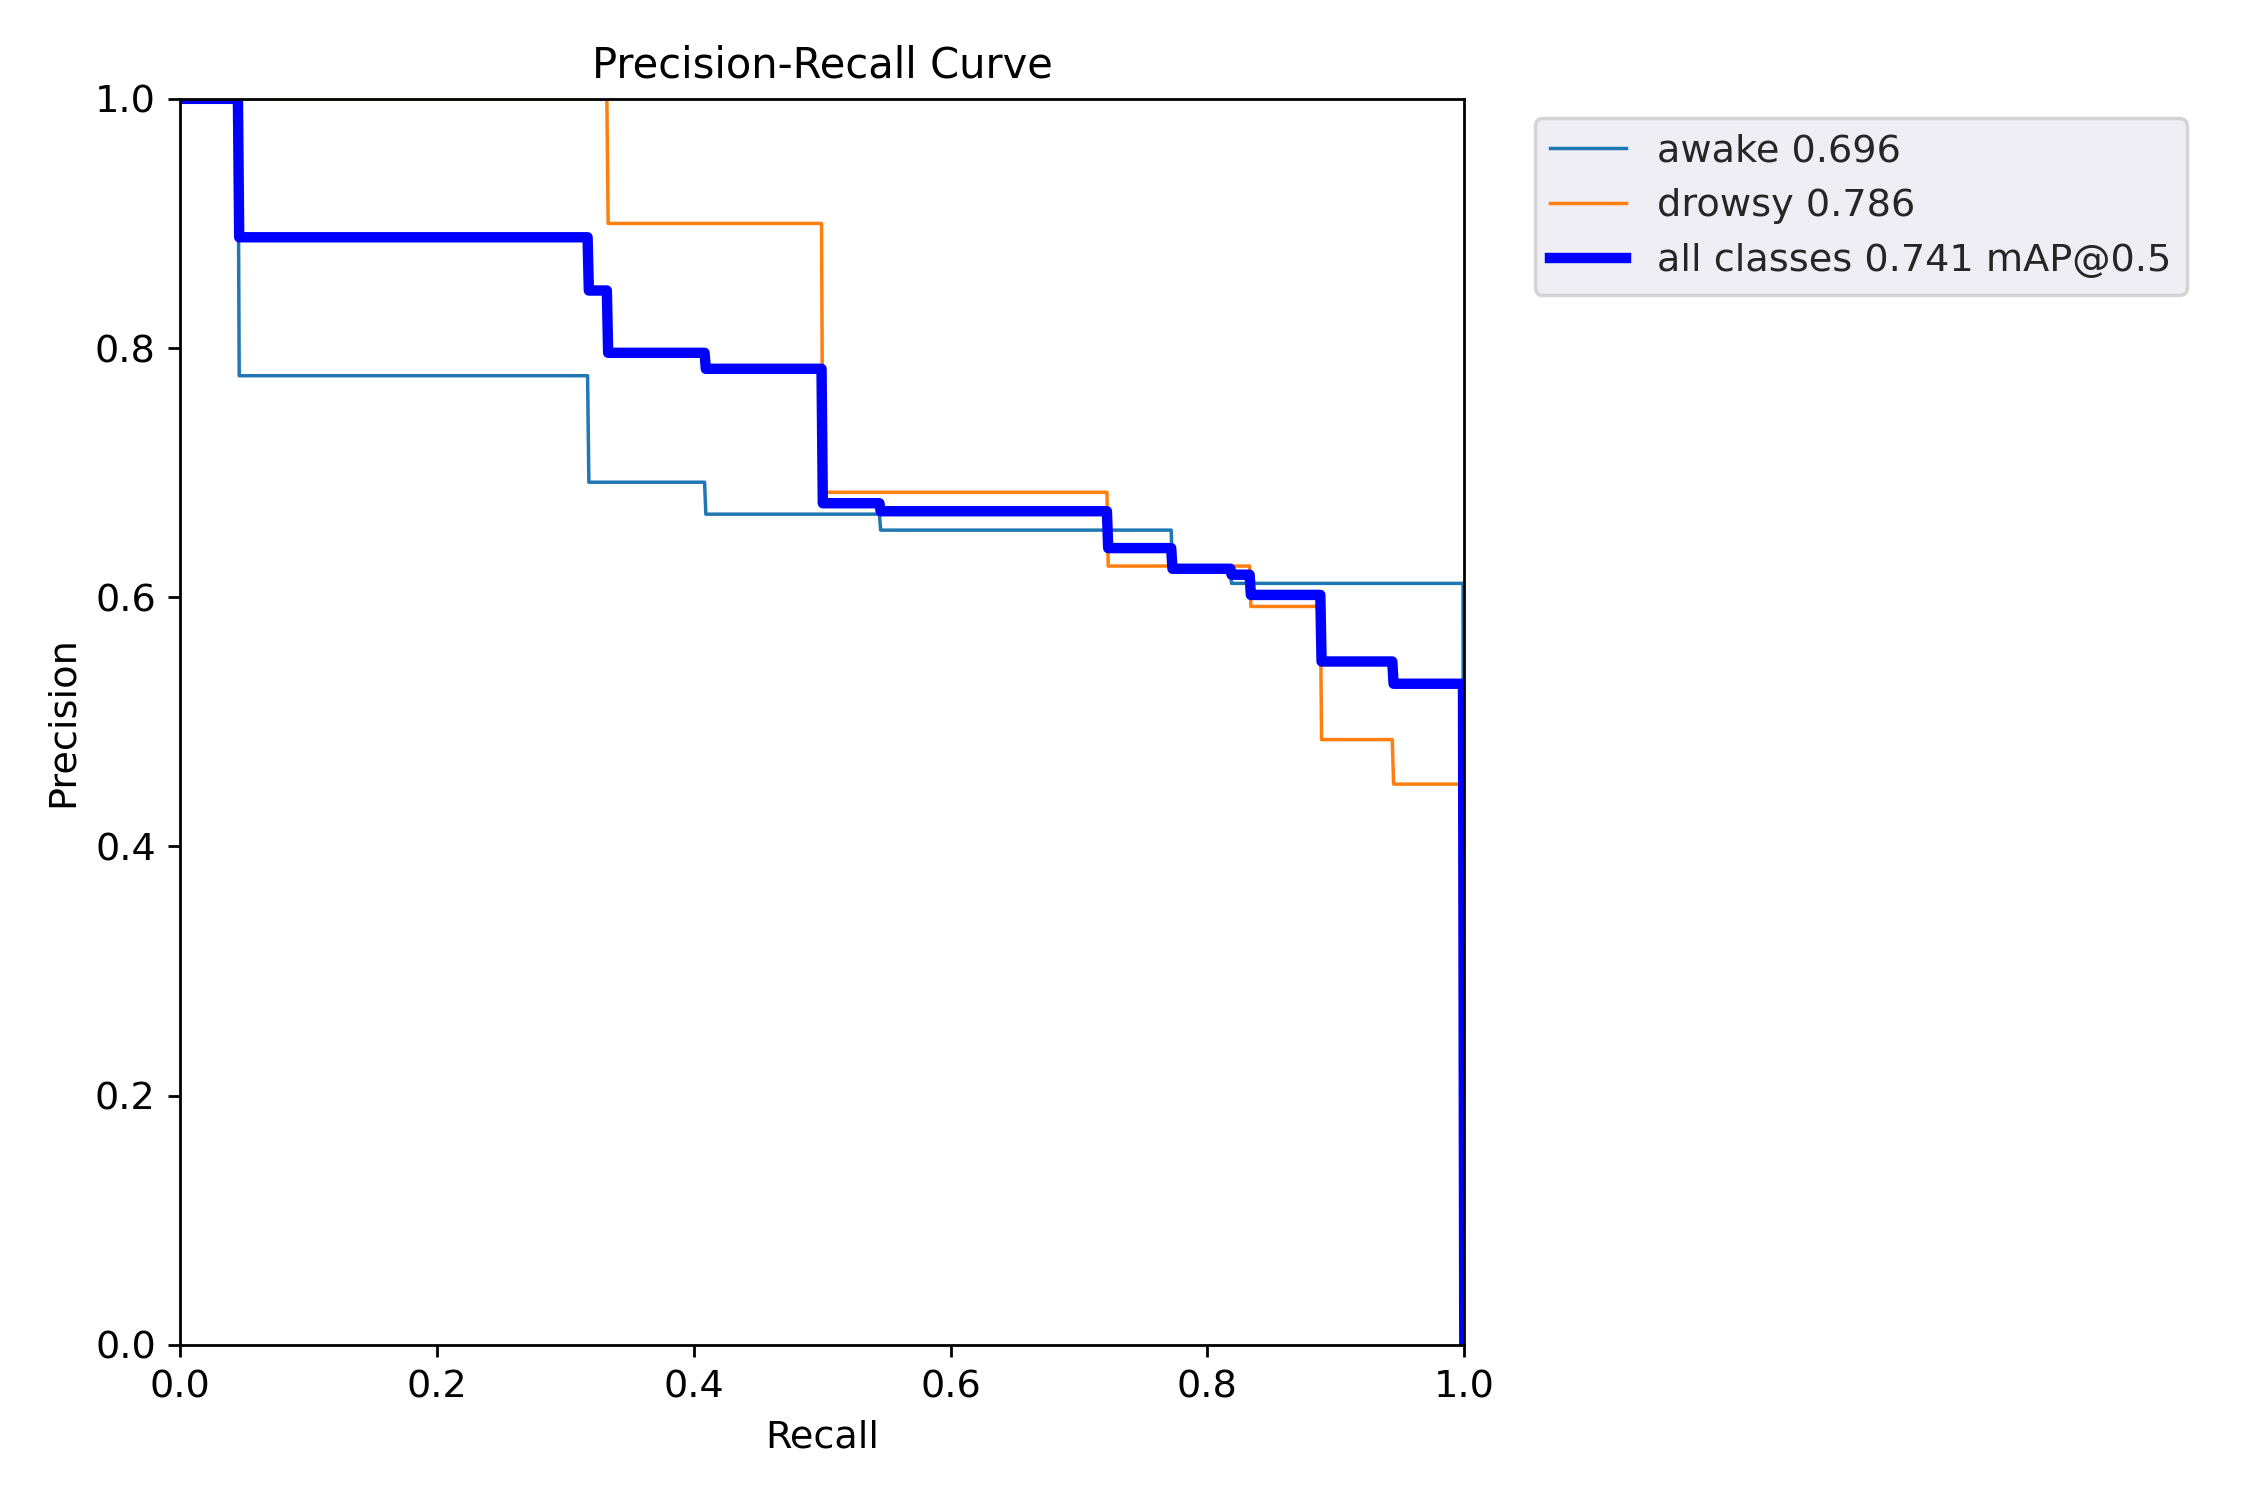 Precision-Recall Curve
1.0
0.8
0.6
0.4
0.2
0.0
Precision
0.0 0.2 0.4 0.6 0.8 1.0
Recall
awake 0.696
drowsy 0.786
all classes 0.741 mAP@0.5